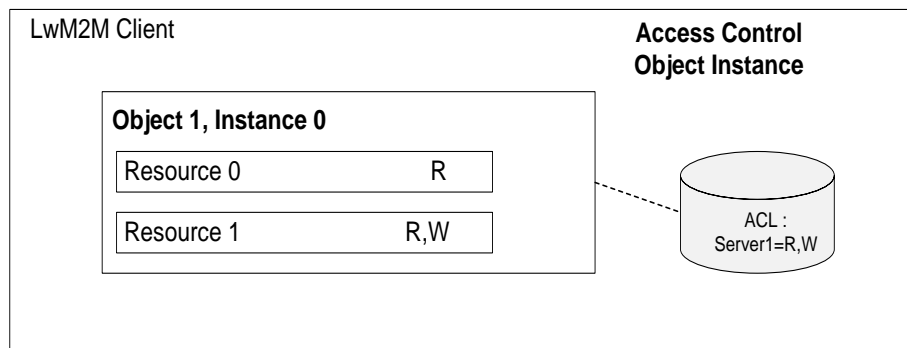 LwM2M Client
Access Control
Object Instance
Object 1, Instance 0
Resource 0 R
Resource 1 R,W
ACL :
Server1=R,W